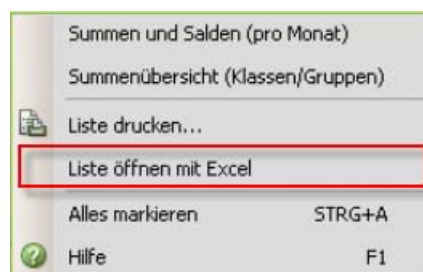 Summen und Salden (pro Monat)
Summenübersicht (Klassen/Gruppen)
Liste drucken...
Liste öffnen mit Excel
Alles markieren STRG+A
Hilfe F1